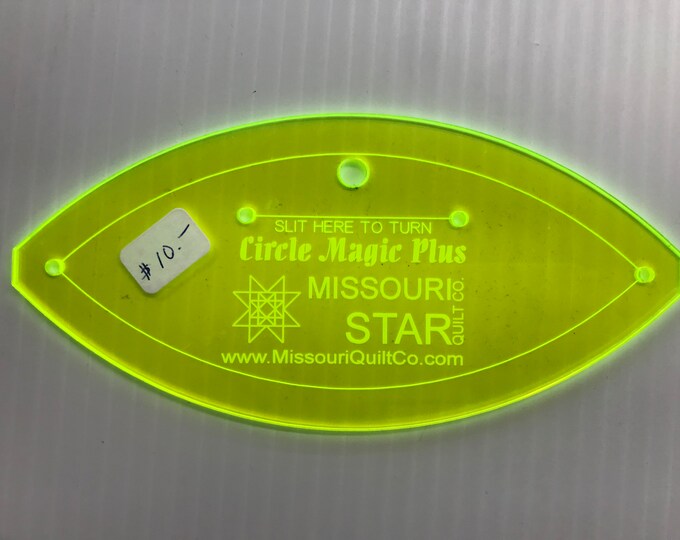 $10.-
SLIT HERE TO TURN
Circle Magic Plus
MISSOURI
STAR
QUILT CO.
www.MissouriQuiltCo.com